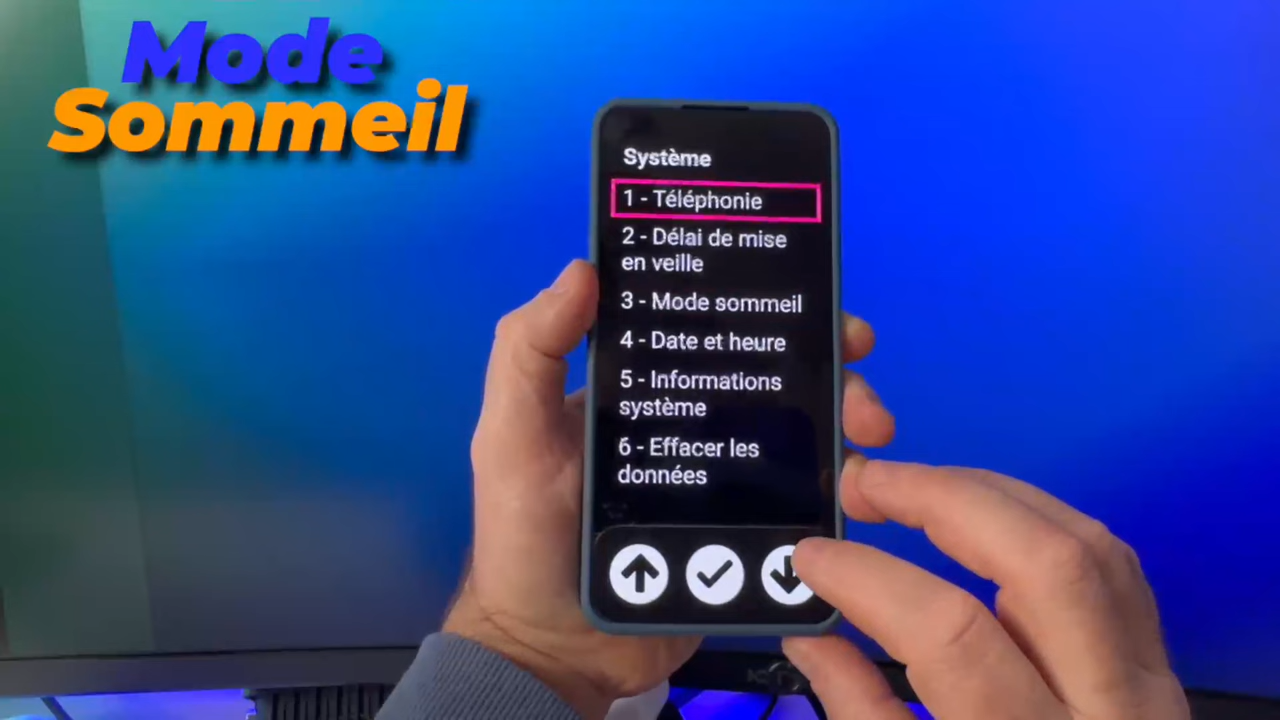 Mode
Sommeil
Système
1 - Téléphonie
2 - Délai de mise
en veille
3 - Mode sommeil
4 - Date et heure
5 - Informations
système
6 - Effacer les
données